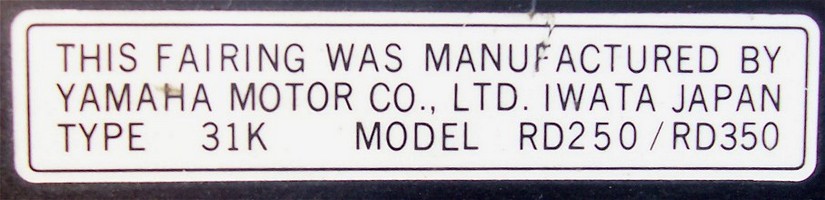 THIS FAIRING WAS MANUFACTURED BY
YAMAHA MOTOR CO., LTD. IWATA JAPAN
TYPE 31K MODEL RD250/RD350